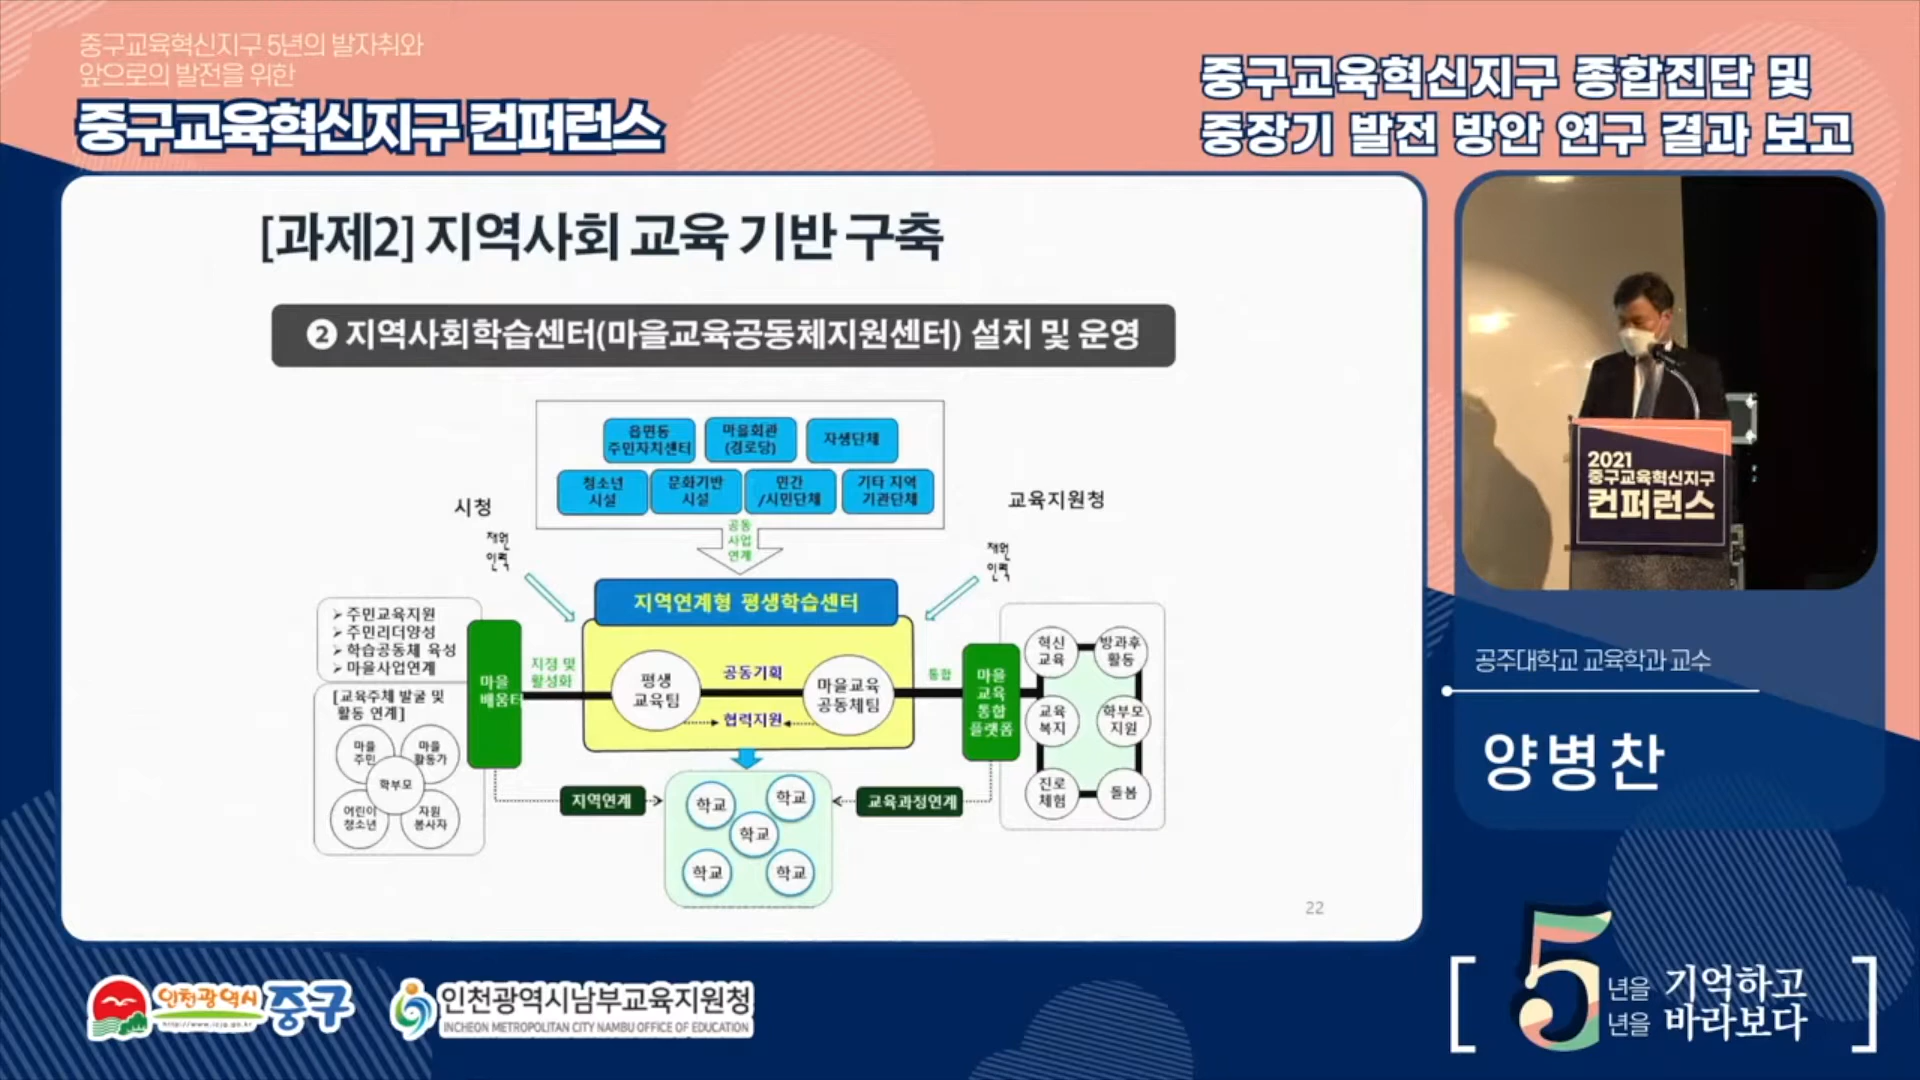 중구교육혁신지구 5년의 발자취와
앞으로의 발전을 위한
중구교육혁신지구 컨퍼런스
중구교육혁신지구 종합진단 및
중장기 발전 방안 연구 결과 보고
[과제2] 지역사회 교육 기반 구축
❷ 지역사회학습센터(마을교육공동체지원센터) 설치 및 운영
읍면동
주민자치센터
마을회관
(경로당)
자생단체
청소년
시설
문화기반
시설
민간
/시민단체
기타 지역
기관단체
시청
교육지원청
공동
사업
연계
재원
인력
재원
인력
지역연계형 평생학습센터
➢ 주민교육지원
➢ 주민리더양성
➢ 학습공동체 육성
➢ 마을사업연계
[교육주체 발굴 및
활동 연계]
마을
주민
마을
활동가
학부모
어린이
청소년
자원
봉사자
마을
배움터
지정 및
활성화
평생
교육팀
공동기획
협력지원
마을교육
공동체팀
통합
마을
교육
통합
플랫폼
혁신
교육
방과후
활동
교육
복지
학부모
지원
진로
체험
돌봄
지역연계
교육과정연계
학교
학교
학교
학교
학교
22
2021
중구교육혁신지구
컨퍼런스
공주대학교 교육학과 교수
양병찬
인천광역시 중구
http://www.icjg.go.kr
인천광역시남부교육지원청
INCHEON METROPOLITAN CITY NAMBU OFFICE OF EDUCATION
[ 5 년을 기억하고
년을 바라보다 ]